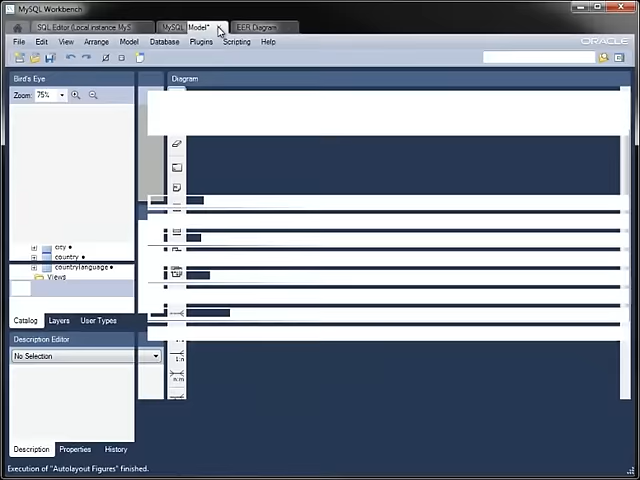 MySQL Workbench
SQL Editor (Local instance MyS
MySQL Model*
EER Diagram
File Edit View Arrange Model Database Plugins Scripting Help
ORACLE
Bird's Eye
Diagram
Zoom: 75%
city
country
countrylanguage
Views
1:n
n:m
Catalog Layers User Types
Description Editor
No Selection
Description Properties History
Execution of "Autolayout Figures" finished.